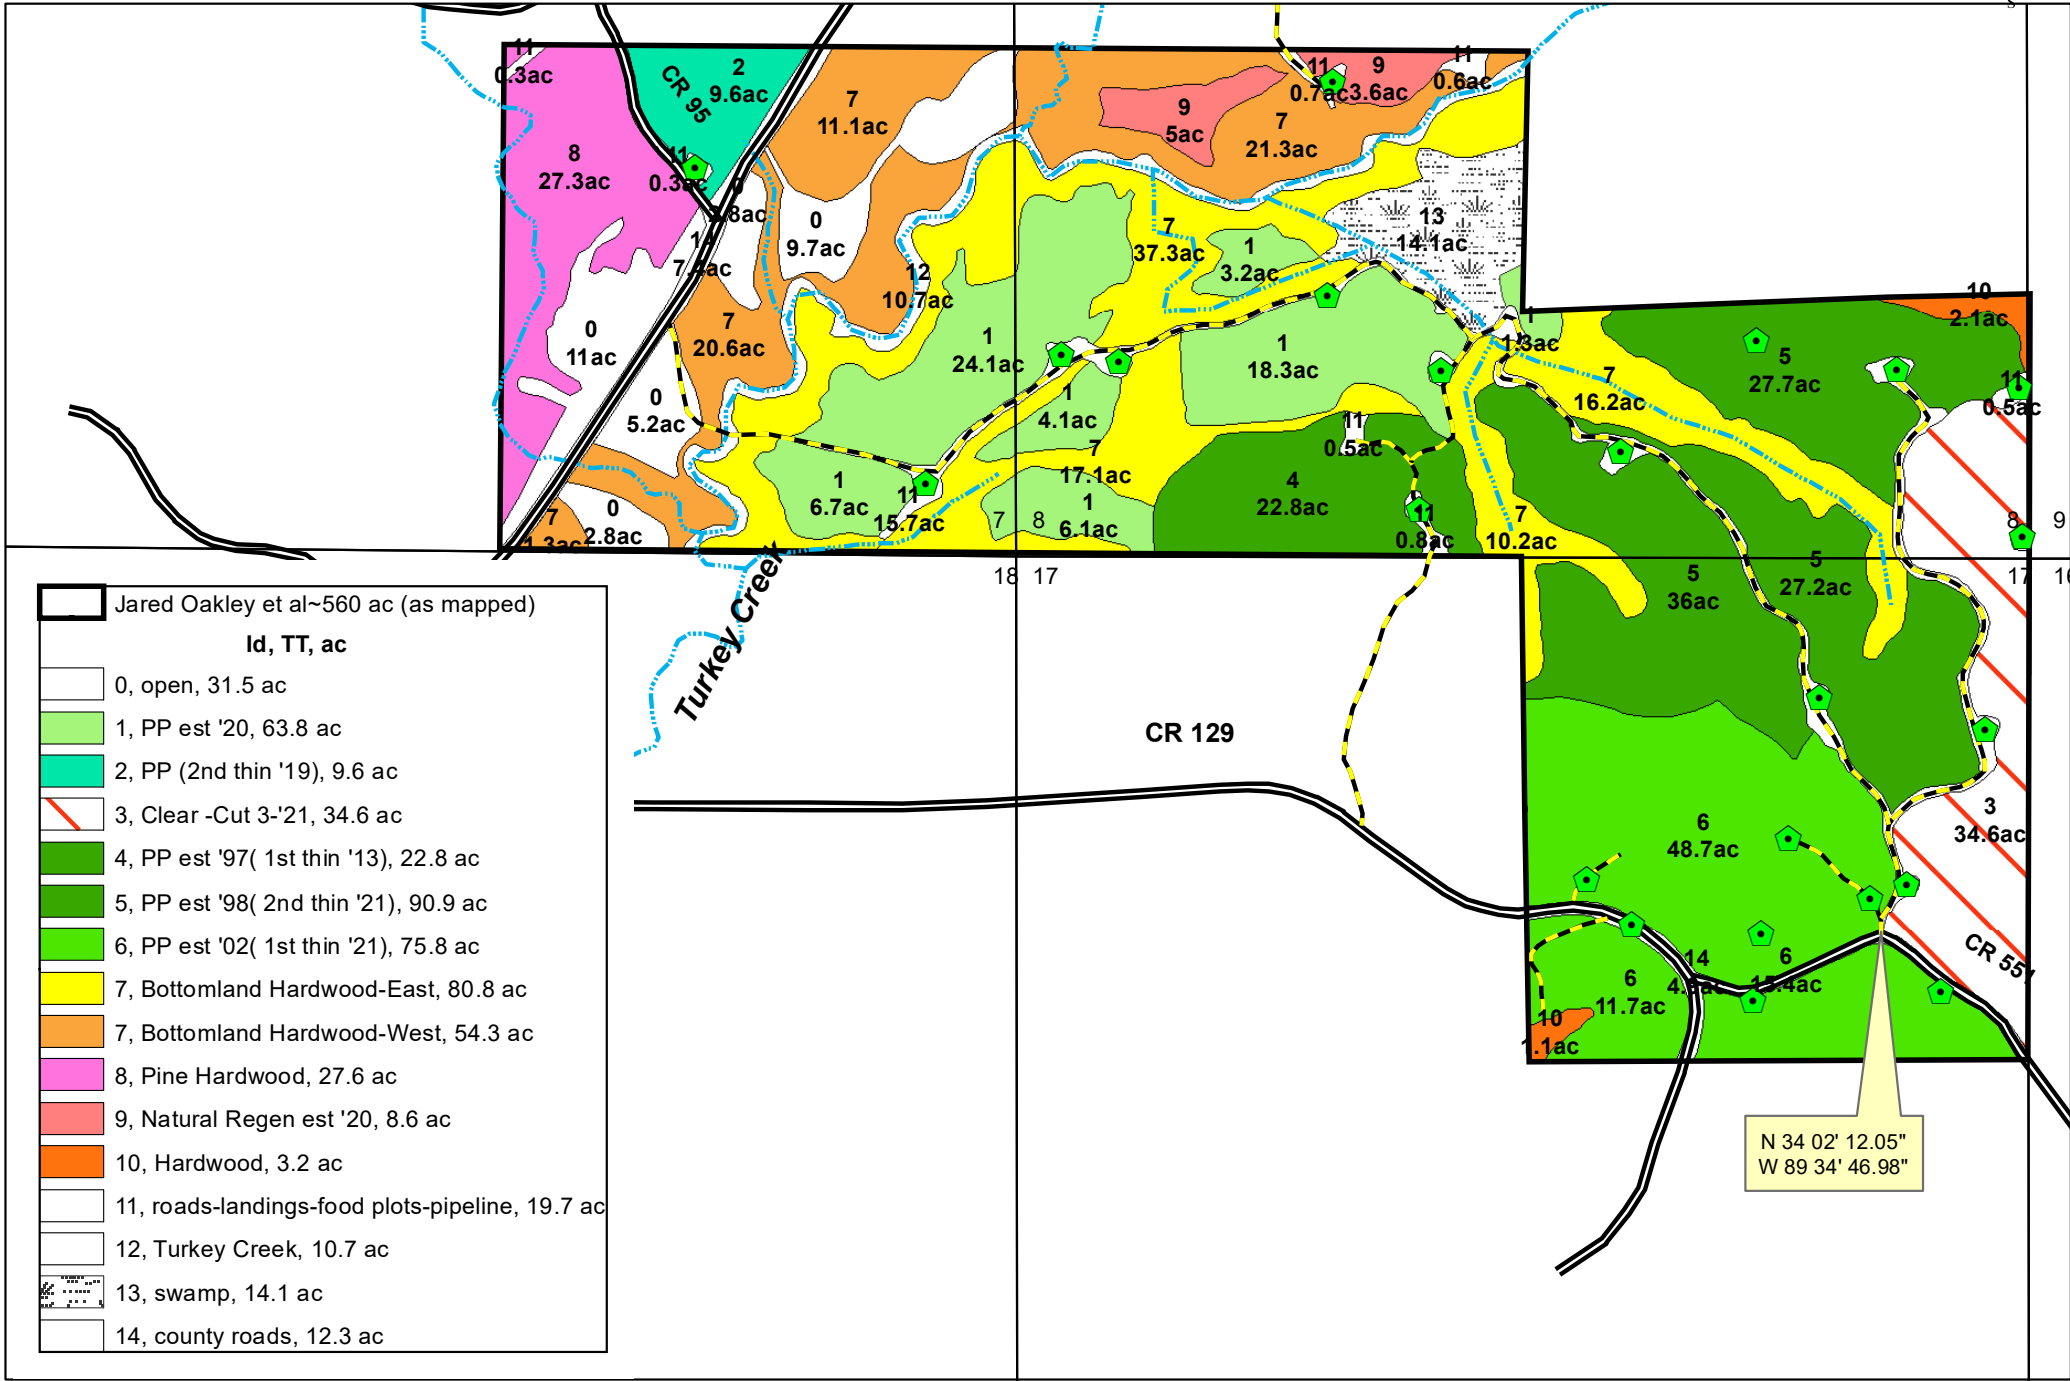 S
11
0.3ac
CR 95
2
9.6ac
7
11.1ac
11
0.7ac
9
3.6ac
11
0.6ac
9
5ac
7
21.3ac
8
27.3ac
11
0.3ac
0
0
9.7ac
7
37.3ac
1
3.2ac
13
14.1ac
14
12
10.7ac
0
11ac
7
20.6ac
1
24.1ac
1
18.3ac
1
1.3ac
10
2.1ac
5
27.7ac
7
16.2ac
11
0.5ac
0
5.2ac
1
4.1ac
11
0.5ac
7
17.1ac
1
6.7ac
11
15.7ac
4
22.8ac
7
0
2.8ac
7 8
1
6.1ac
11
0.8ac
7
10.2ac
8 9
18 17
17 16
5
36ac
5
27.2ac
Turkey Creek
CR 129
6
48.7ac
3
34.6ac
CR 551
14
6
15.4ac
6
11.7ac
10
1.1ac
N 34 02' 12.05"
W 89 34' 46.98"
Jared Oakley et al~560 ac (as mapped)
Id, TT, ac
0, open, 31.5 ac
1, PP est '20, 63.8 ac
2, PP (2nd thin '19), 9.6 ac
3, Clear -Cut 3-'21, 34.6 ac
4, PP est '97( 1st thin '13), 22.8 ac
5, PP est '98( 2nd thin '21), 90.9 ac
6, PP est '02( 1st thin '21), 75.8 ac
7, Bottomland Hardwood-East, 80.8 ac
7, Bottomland Hardwood-West, 54.3 ac
8, Pine Hardwood, 27.6 ac
9, Natural Regen est '20, 8.6 ac
10, Hardwood, 3.2 ac
11, roads-landings-food plots-pipeline, 19.7 ac
12, Turkey Creek, 10.7 ac
13, swamp, 14.1 ac
14, county roads, 12.3 ac